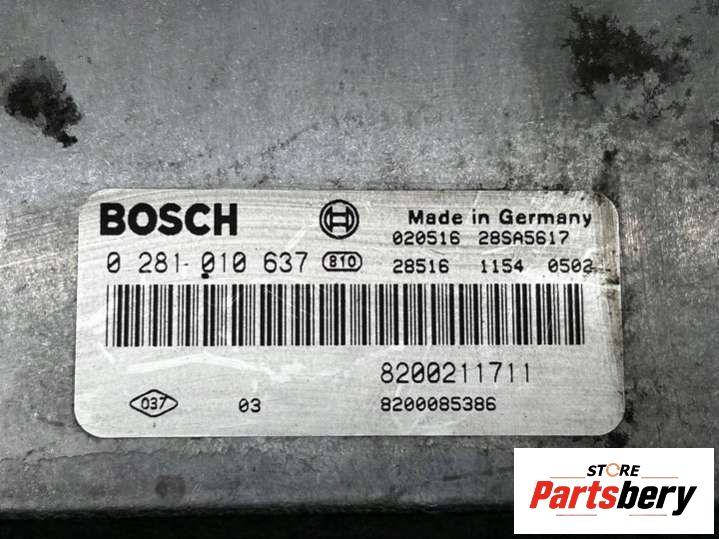 BOSCH
Made in Germany
020516 28SA5617
0 281 010 637 810
28516 1154 0502
8200211711
037 03
8200085386
STORE
Partsbery